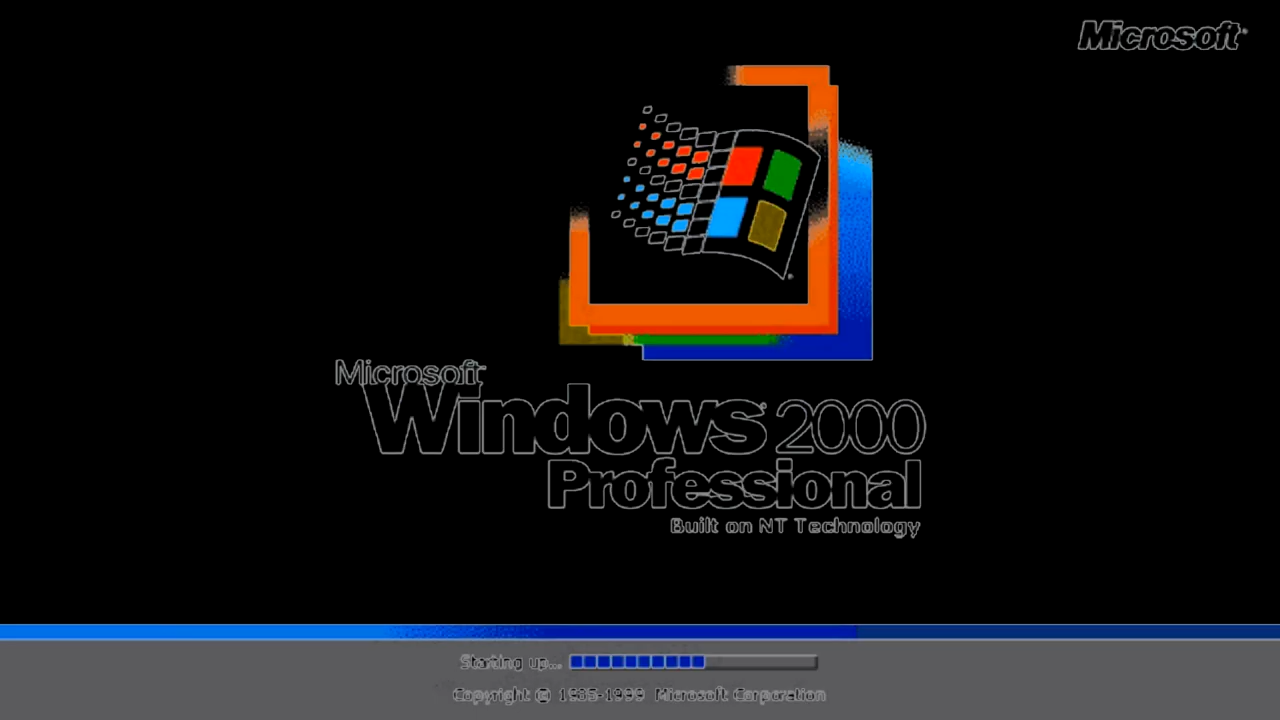 Microsoft®
Microsoft
Windows® 2000
Professional
Built on NT Technology
Starting up...
Copyright © 1985-1999 Microsoft Corporation